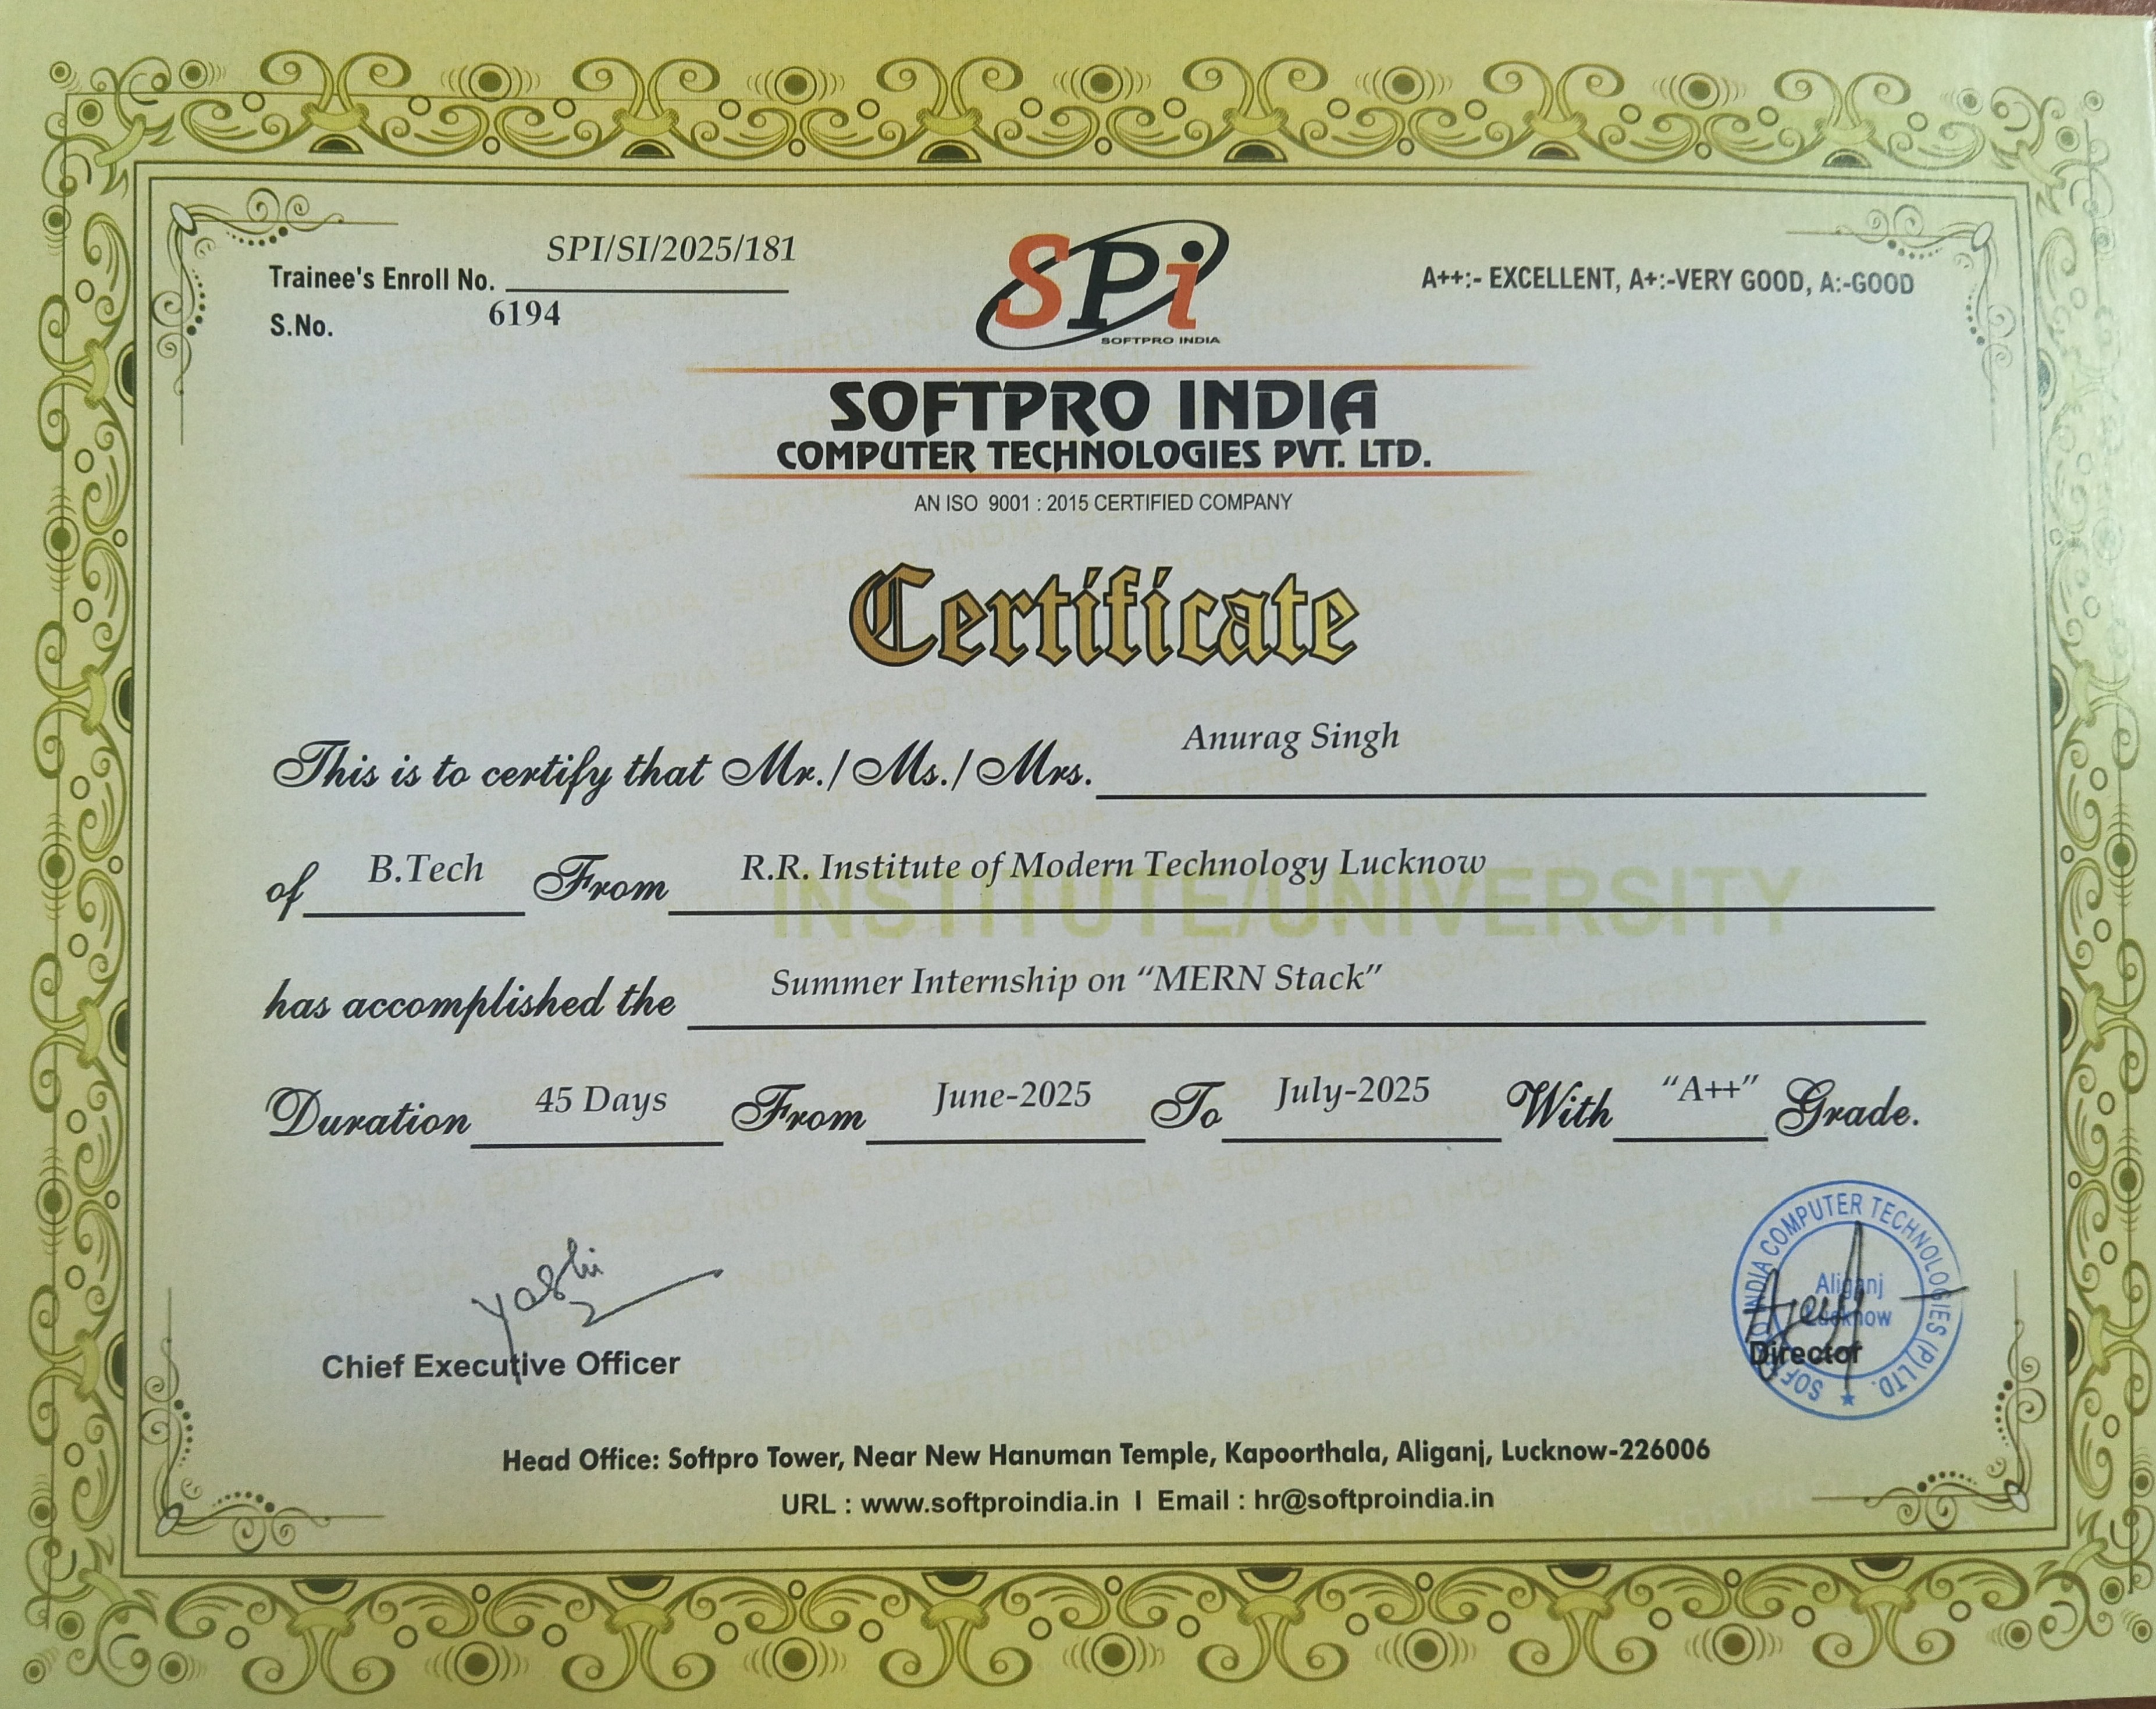 SPI/SI/2025/181
Trainee's Enroll No.
S.No. 6194
SPi
SOFTPRO INDIA
A++:- EXCELLENT, A+:-VERY GOOD, A:-GOOD
SOFTPRO INDIA
COMPUTER TECHNOLOGIES PVT. LTD.
AN ISO 9001 : 2015 CERTIFIED COMPANY
Certificate
This is to certify that Mr./Ms./Mrs. Anurag Singh
of B.Tech From R.R. Institute of Modern Technology Lucknow
INSTITUTE/UNIVERSITY
has accomplished the Summer Internship on “MERN Stack”
Duration 45 Days From June-2025 To July-2025 With “A++” Grade.
Yashi
Chief Executive Officer
SOFTPRO INDIA COMPUTER TECHNOLOGIES (P) LTD.
Aliganj
Lucknow
Director
Head Office: Softpro Tower, Near New Hanuman Temple, Kapoorthala, Aliganj, Lucknow-226006
URL : www.softproindia.in I Email : hr@softproindia.in